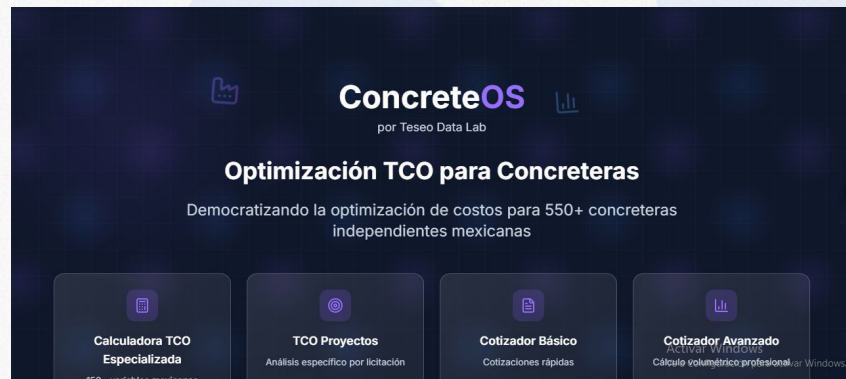 ConcreteOS
por Teseo Data Lab
Optimización TCO para Concreteras
Democratizando la optimización de costos para 550+ concreteras
independientes mexicanas
Calculadora TCO
Especializada
TCO Proyectos
Análisis específico por licitación
Cotizador Básico
Cotizaciones rápidas
Cotizador Avanzado
Cálculo volumétrico profesional
Activar Windows